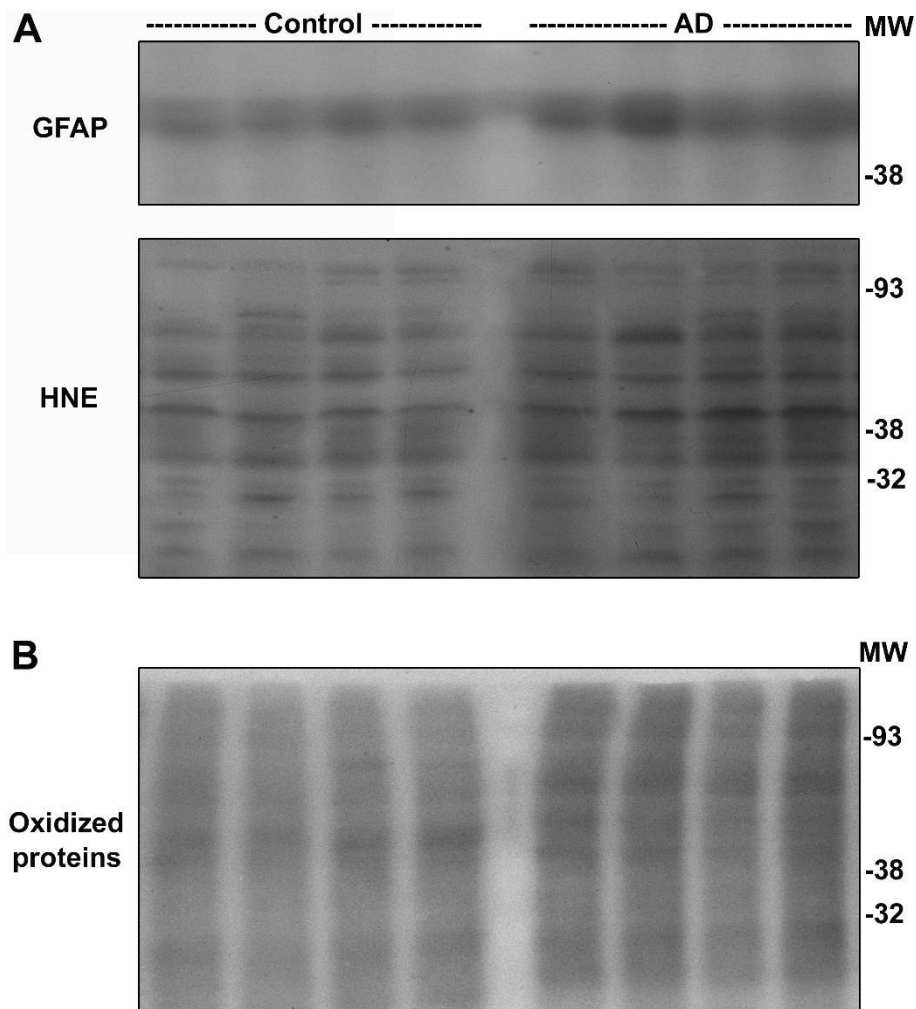 A ----------- Control ----------- ----------- AD ----------- MW
GFAP
-38
-93
HNE
-38
-32
B
MW
-93
Oxidized
proteins
-38
-32